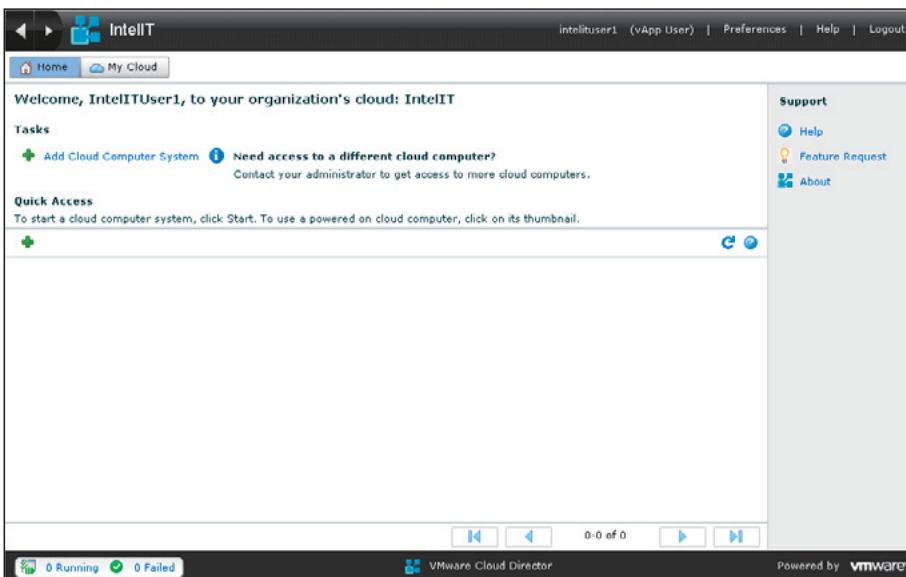 IntelIT
intelituser1 (vApp User) | Preferences | Help | Logout
Home
My Cloud
Welcome, IntelITUser1, to your organization's cloud: IntelIT
Tasks
Add Cloud Computer System
Need access to a different cloud computer?
Contact your administrator to get access to more cloud computers.
Quick Access
To start a cloud computer system, click Start. To use a powered on cloud computer, click on its thumbnail.
Support
Help
Feature Request
About
0-0 of 0
0 Running 0 Failed
VMware Cloud Director
Powered by vmware